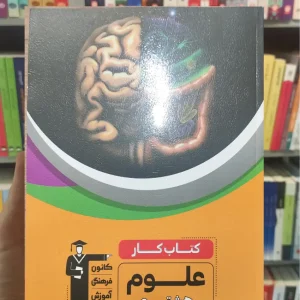 کتاب کار
علوم
کانون
فرهنگی
آموزش